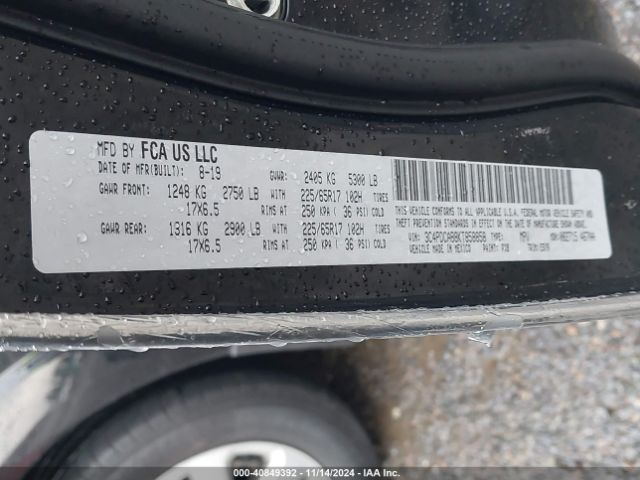 MFD BY FCA US LLC
DATE OF MFR(BUILT): 8-19 GVWR: 2405 KG 5300 LB
GAWR FRONT: 1248 KG 2750 LB WITH 225/65R17 102H TIRES
17X6.5 RIMS AT 250 KPA ( 36 PSI) COLD
GAWR REAR: 1316 KG 2900 LB WITH 225/65R17 102H TIRES
17X6.5 RIMS AT 250 KPA ( 36 PSI) COLD
THIS VEHICLE CONFORMS TO ALL APPLICABLE U.S.A. FEDERAL MOTOR VEHICLE SAFETY AND
THEFT PREVENTION STANDARDS IN EFFECT ON THE DATE OF MANUFACTURE SHOWN ABOVE.
VIN: TYPE: MPV MDH:
VEHICLE MADE IN MEXICO PAINT: TRIM:
000-40849392 - 11/14/2024 - IAA Inc.